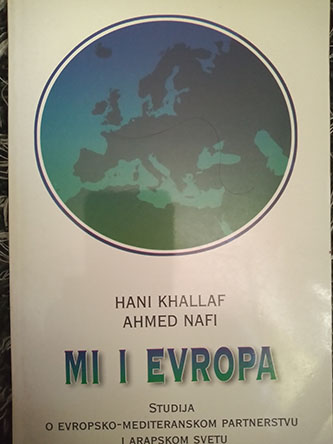 HANI KHALLAF
AHMED NAFI
MI I EVROPA
STUDIJA
O EVROPSKO-MEDITERANSKOM PARTNERSTVU
I ARAPSKOM SVETU